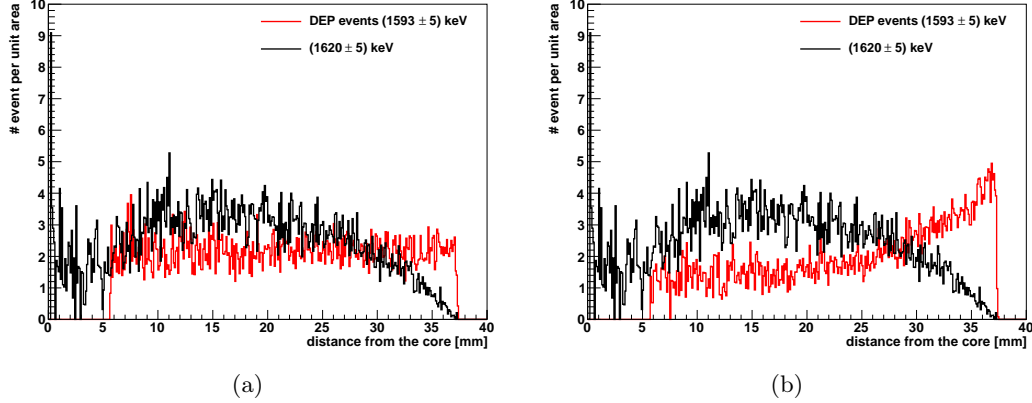 # event per unit area
10
9
8
7
6
5
4
3
2
1
0
DEP events (1593 ± 5) keV
(1620 ± 5) keV
0 5 10 15 20 25 30 35 40
distance from the core [mm]
(a)
# event per unit area
10
9
8
7
6
5
4
3
2
1
0
DEP events (1593 ± 5) keV
(1620 ± 5) keV
0 5 10 15 20 25 30 35 40
distance from the core [mm]
(b)